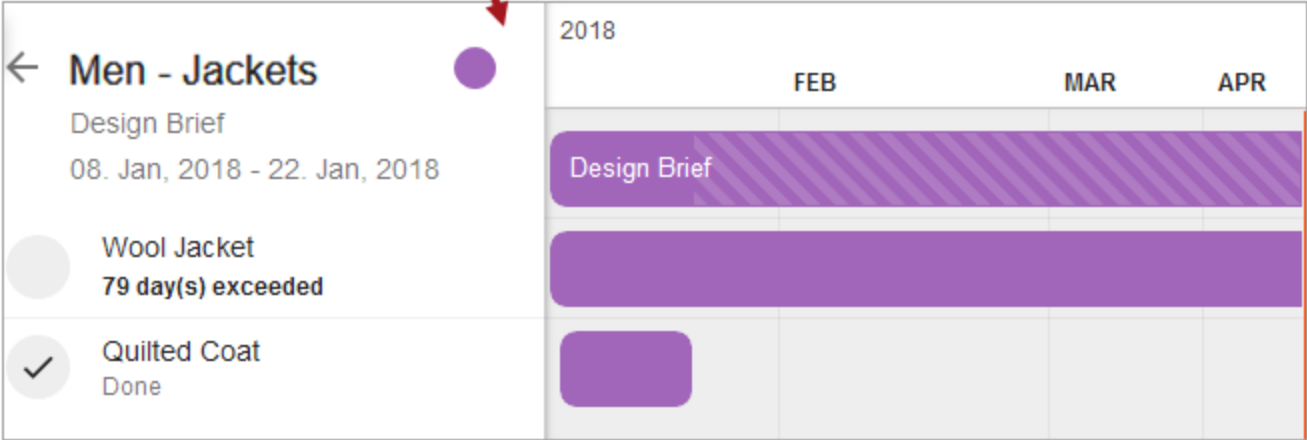 Men - Jackets
Design Brief
08. Jan, 2018 - 22. Jan, 2018
Wool Jacket
79 day(s) exceeded
Quilted Coat
Done
2018
FEB MAR APR
Design Brief